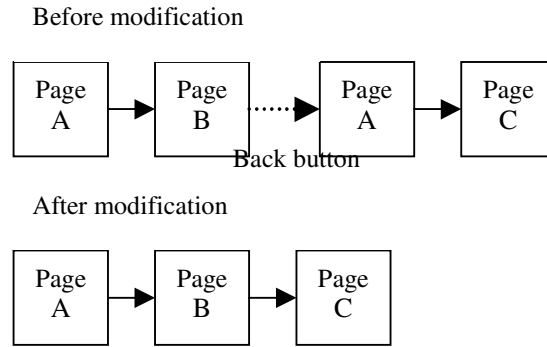 Before modification
Page
A
Page
B
Page
A
Page
C
Back button
After modification
Page
A
Page
B
Page
C